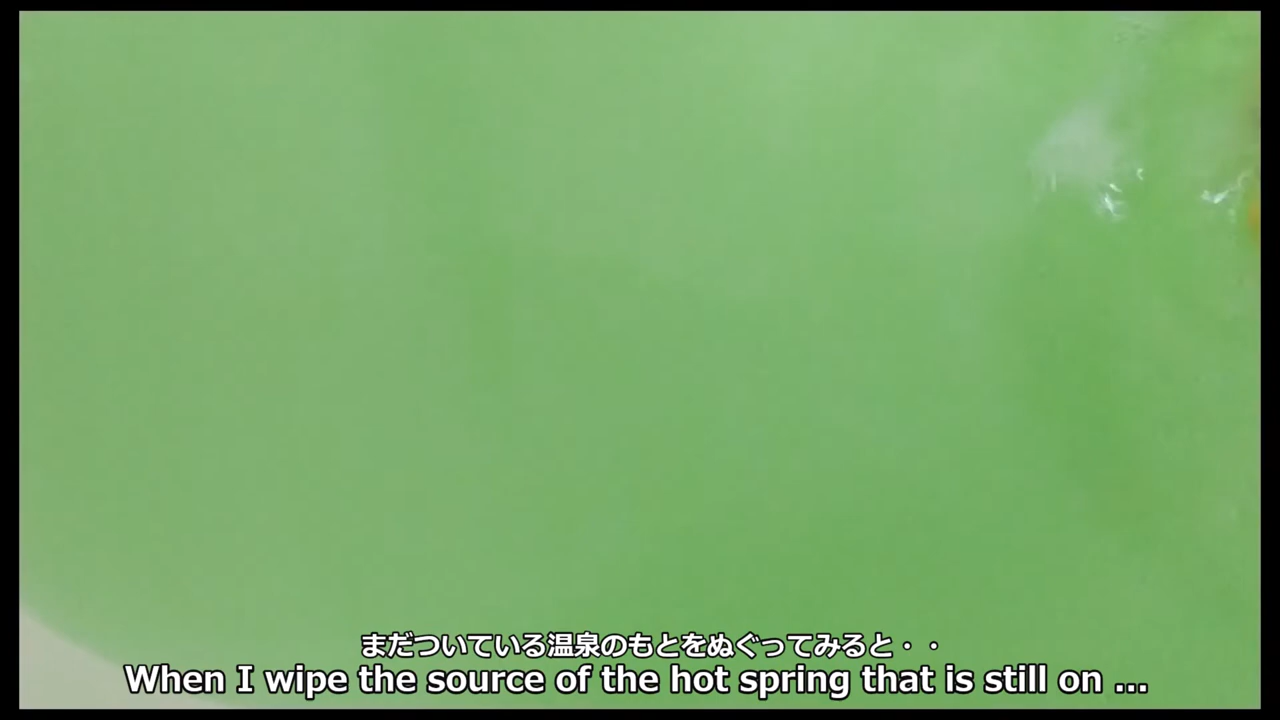 まだついている温泉のもとをぬぐってみると・・
When I wipe the source of the hot spring that is still on ...